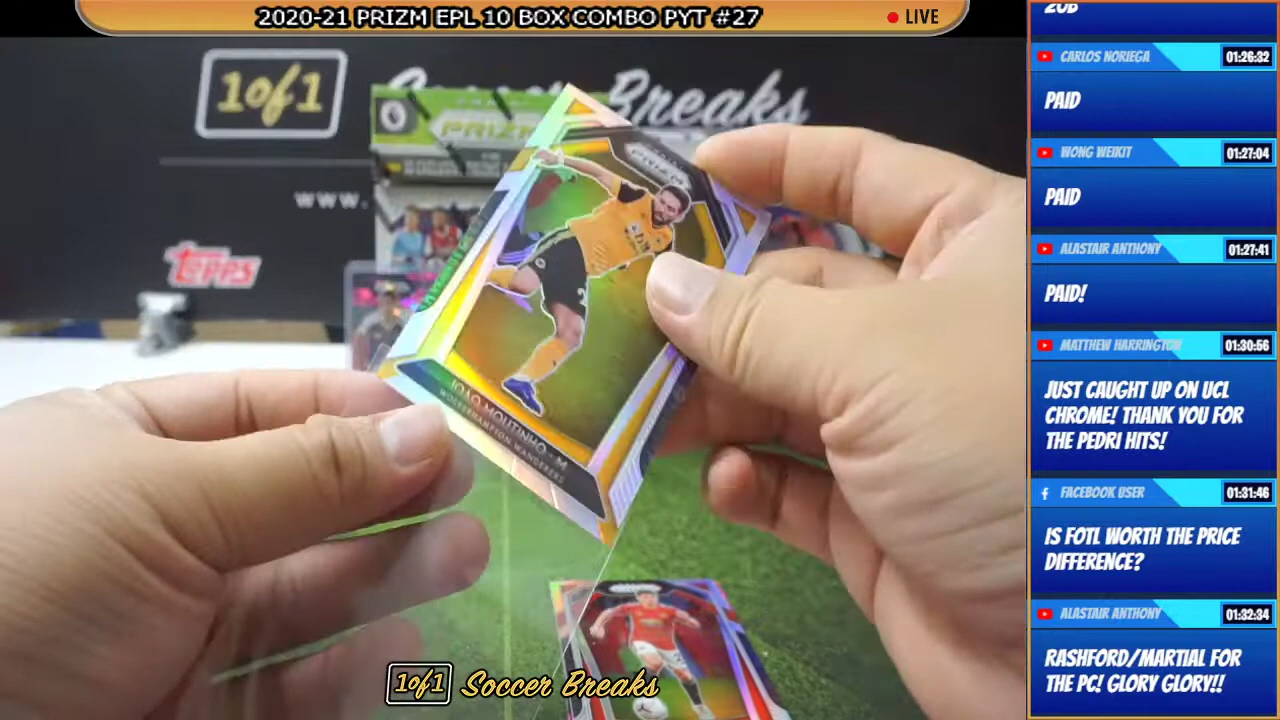 2020-21 PRIZM EPL 10 BOX COMBO PYT #27
LIVE
1of1
Soccer Breaks
PRIZM
WWW.
TOPPS
PRIZM
JOÃO MOUTINHO - M
WOLVERHAMPTON WANDERERS
1of1 Soccer Breaks
CARLOS NORIEGA 01:26:32
PAID
WONG WEIKIT 01:27:04
PAID
ALASTAIR ANTHONY 01:27:41
PAID!
MATTHEW HARRINGTON 01:30:56
JUST CAUGHT UP ON UCL
CHROME! THANK YOU FOR
THE PEDRI HITS!
FACEBOOK USER 01:31:46
IS FOTL WORTH THE PRICE
DIFFERENCE?
ALASTAIR ANTHONY 01:32:34
RASHFORD/MARTIAL FOR
THE PC! GLORY GLORY!!